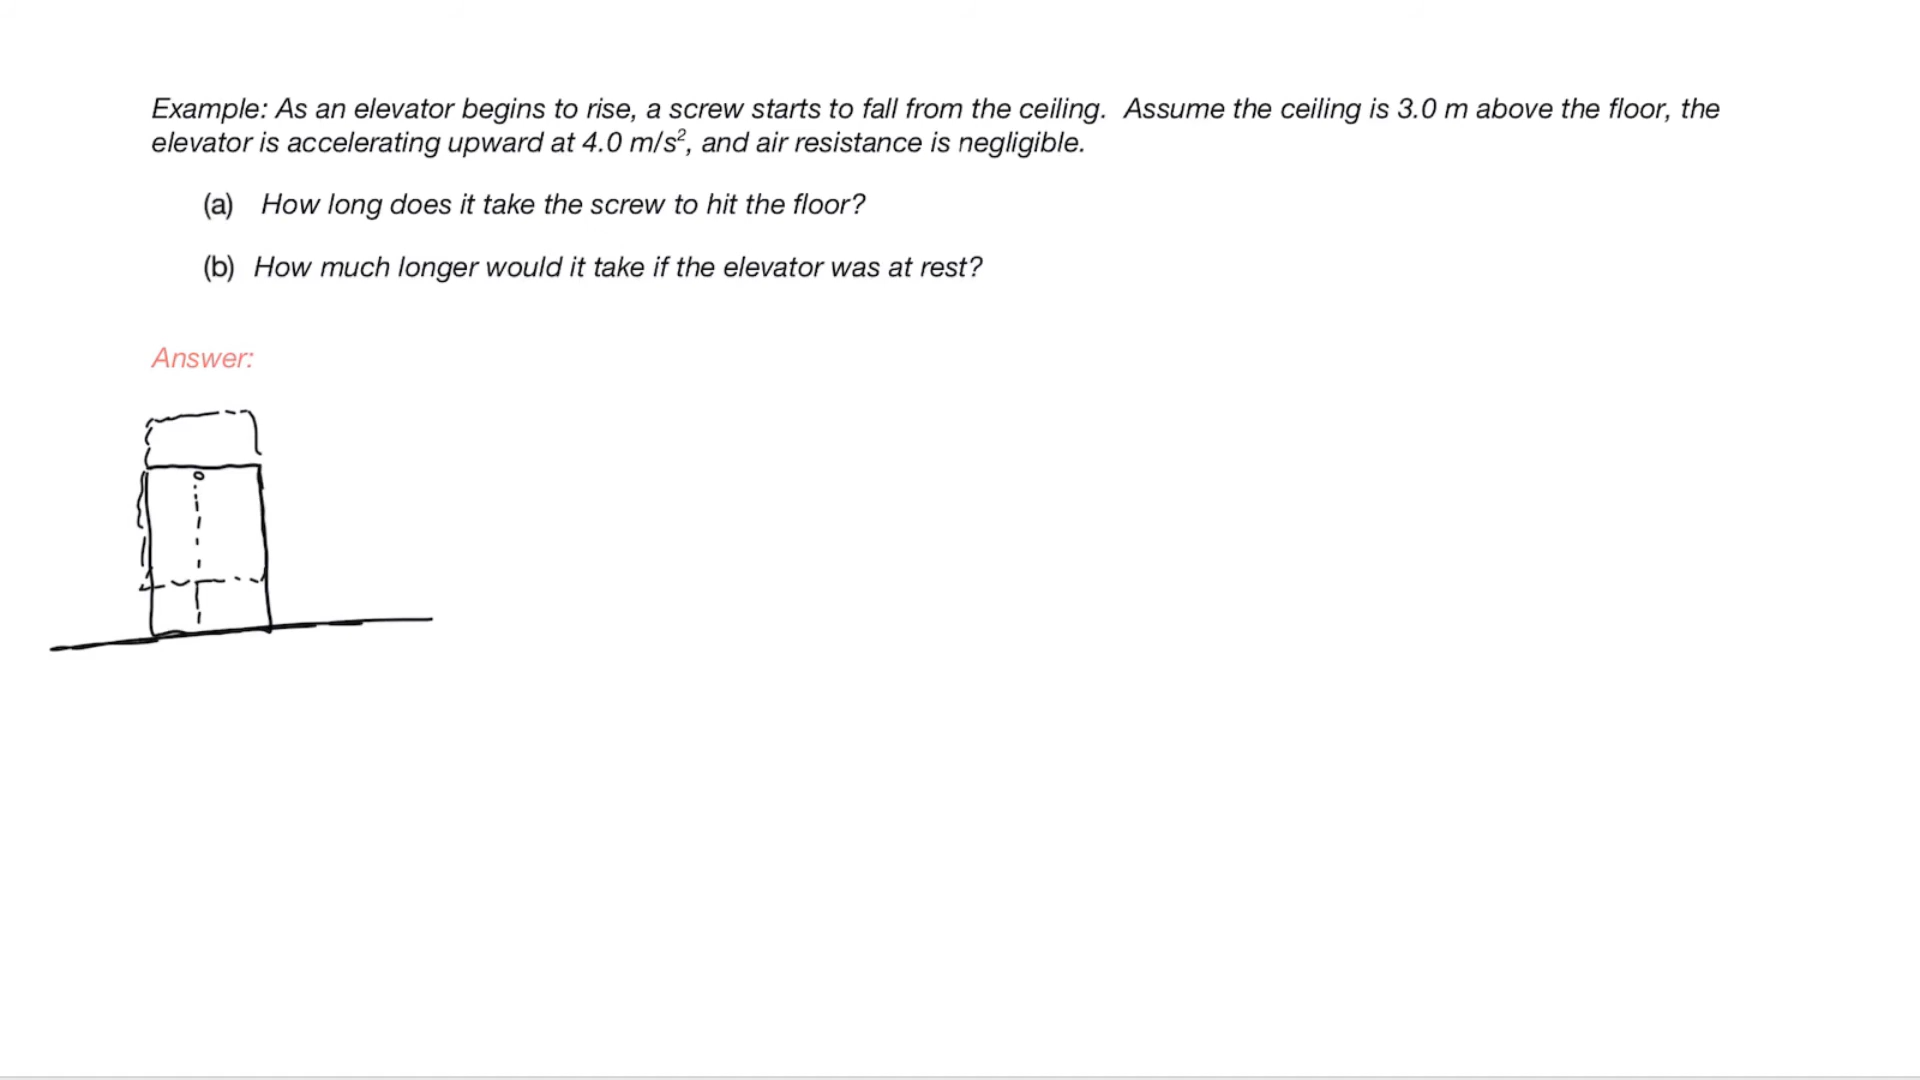 Example: As an elevator begins to rise, a screw starts to fall from the ceiling.  Assume the ceiling is 3.0 m above the floor, the
elevator is accelerating upward at 4.0 m/s², and air resistance is negligible.
(a) How long does it take the screw to hit the floor?
(b) How much longer would it take if the elevator was at rest?
Answer: